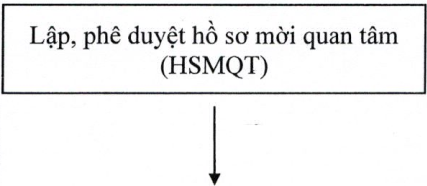 Lập, phê duyệt hồ sơ mời quan tâm
(HSMQT)